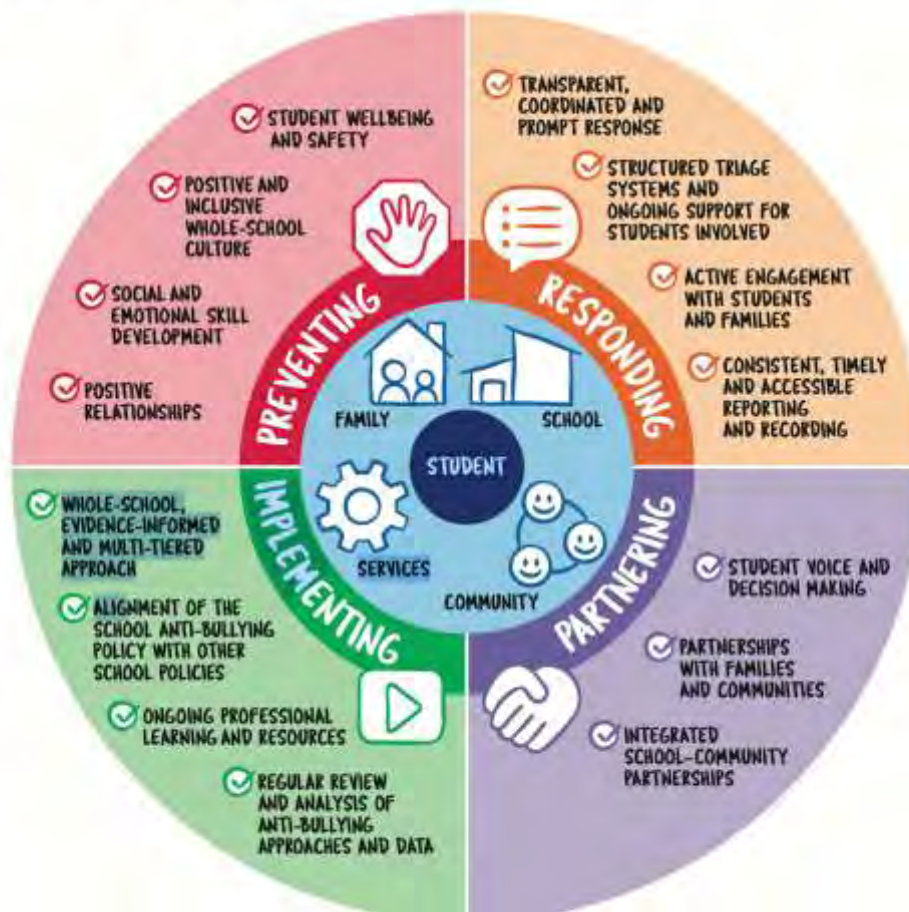 STUDENT WELLBEING
AND SAFETY
POSITIVE AND
INCLUSIVE
WHOLE-SCHOOL
CULTURE
SOCIAL AND
EMOTIONAL SKILL
DEVELOPMENT
POSITIVE
RELATIONSHIPS
PREVENTING
TRANSPARENT,
COORDINATED AND
PROMPT RESPONSE
STRUCTURED TRIAGE
SYSTEMS AND
ONGOING SUPPORT FOR
STUDENTS INVOLVED
ACTIVE ENGAGEMENT
WITH STUDENTS
AND FAMILIES
CONSISTENT, TIMELY
AND ACCESSIBLE
REPORTING
AND RECORDING
RESPONDING
FAMILY
SCHOOL
STUDENT
SERVICES
COMMUNITY
WHOLE-SCHOOL,
EVIDENCE-INFORMED
AND MULTI-TIERED
APPROACH
ALIGNMENT OF THE
SCHOOL ANTI-BULLYING
POLICY WITH OTHER
SCHOOL POLICIES
ONGOING PROFESSIONAL
LEARNING AND RESOURCES
REGULAR REVIEW
AND ANALYSIS OF
ANTI-BULLYING
APPROACHES AND DATA
IMPLEMENTING
PARTNERING
STUDENT VOICE AND
DECISION MAKING
PARTNERSHIPS
WITH FAMILIES
AND COMMUNITIES
INTEGRATED
SCHOOL-COMMUNITY
PARTNERSHIPS